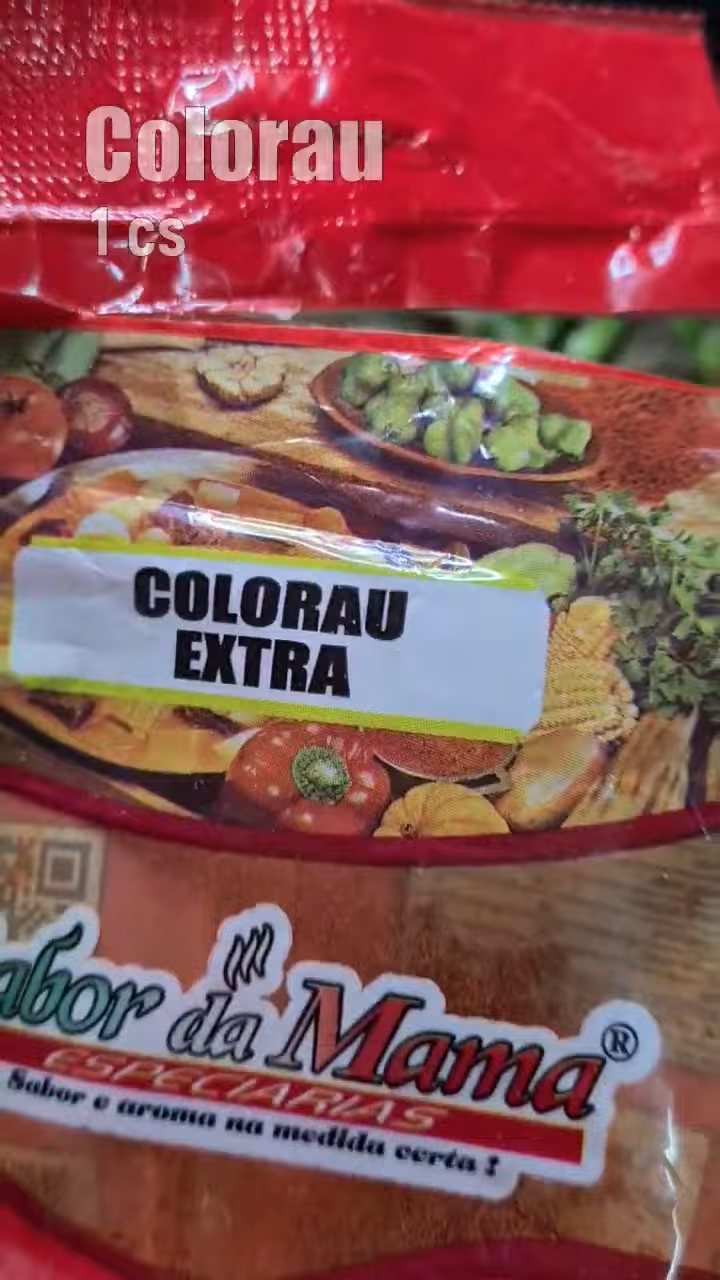 Colorau
1 cs
COLORAU
EXTRA
abor da Mama®
ESPECIARIAS
Sabor e aroma na medida certa!